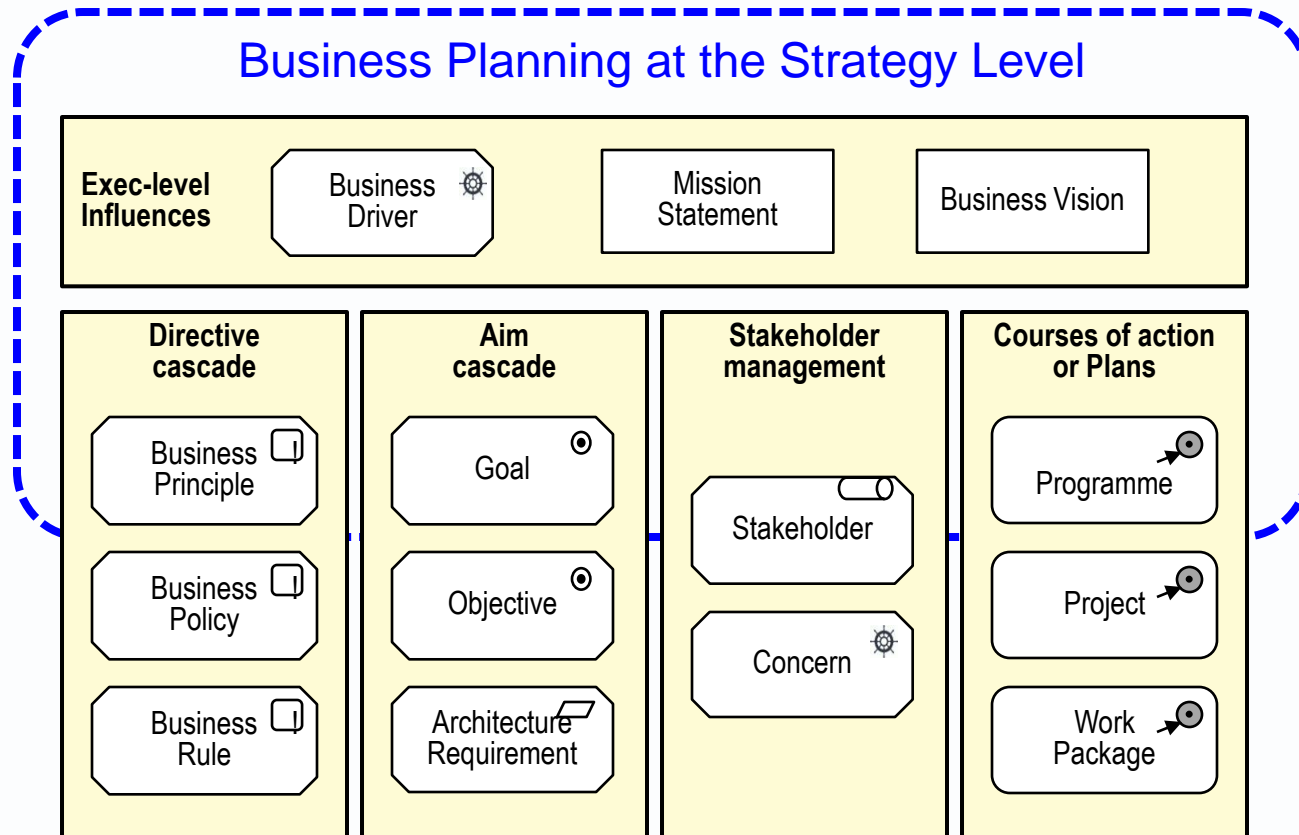 Business Planning at the Strategy Level
Exec-level
Influences
Business
Driver
Mission
Statement
Business Vision
Directive
cascade
Business
Principle
Business
Policy
Business
Rule
Aim
cascade
Goal
Objective
Architecture
Requirement
Stakeholder
management
Stakeholder
Concern
Courses of action
or Plans
Programme
Project
Work
Package